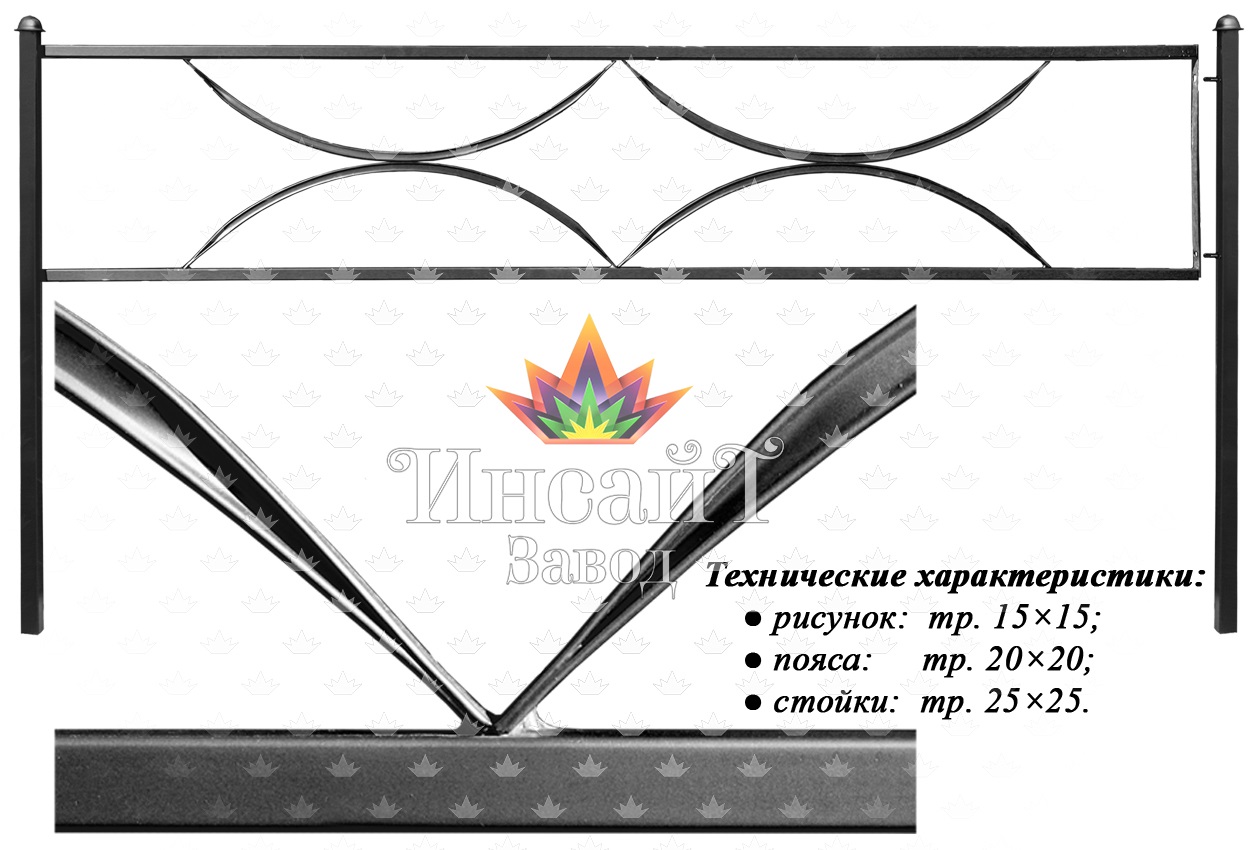 ИнсайТ
Завод
Технические характеристики:
● рисунок: тр. 15×15;
● пояса: тр. 20×20;
● стойки: тр. 25×25.